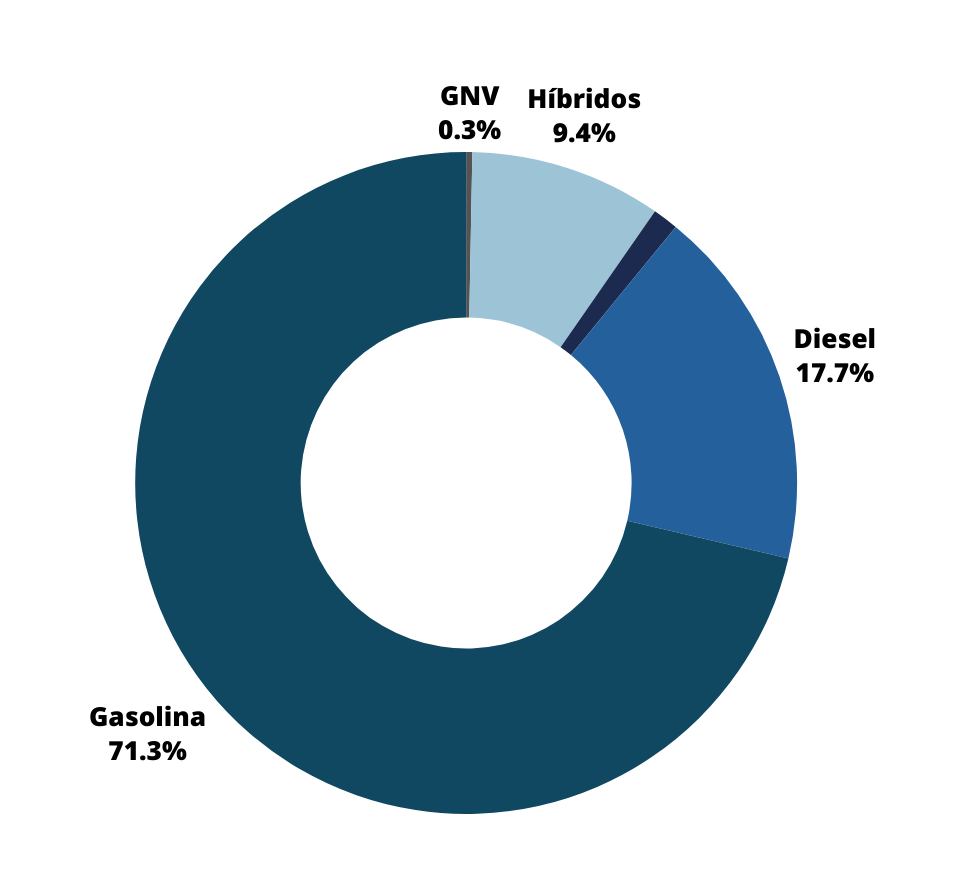 GNV
0.3%
Híbridos
9.4%
Diesel
17.7%
Gasolina
71.3%